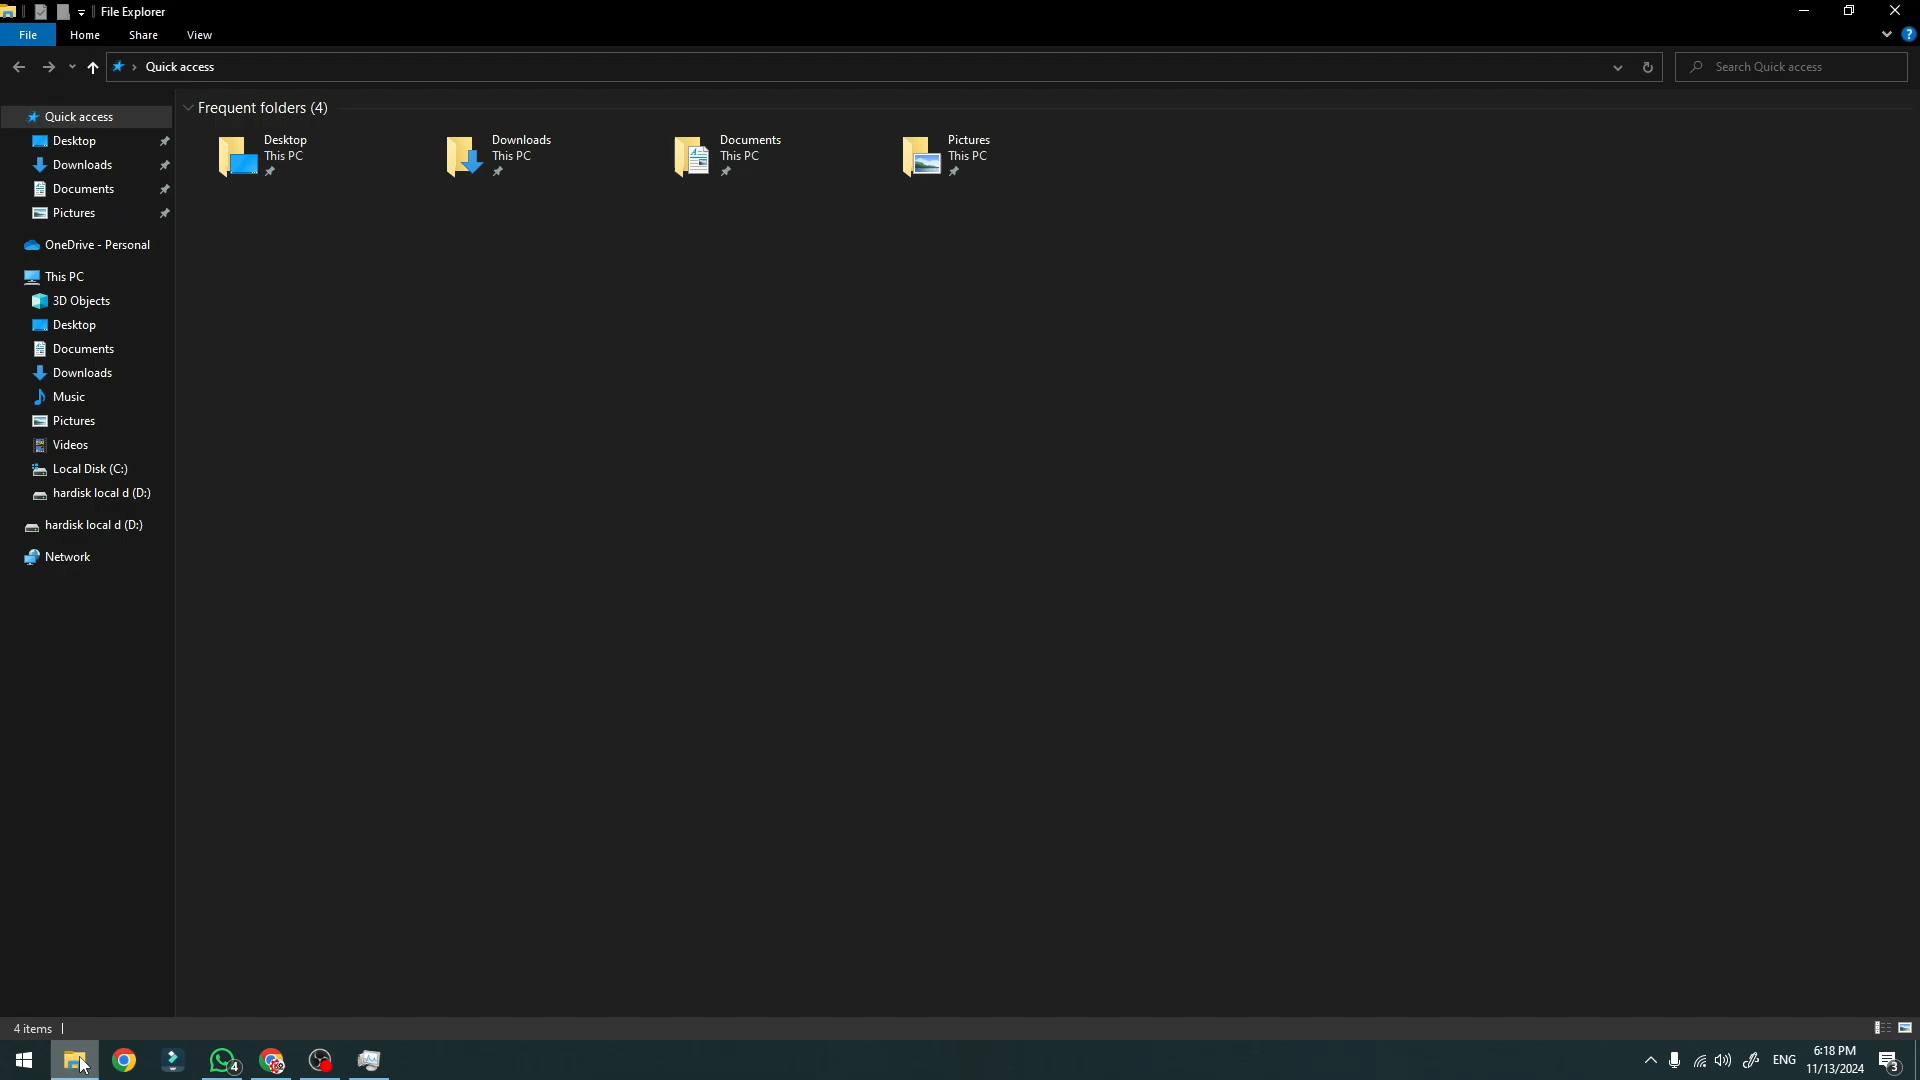 File Explorer
File
Home
Share
View
Quick access
Search Quick access
Quick access
Desktop
Downloads
Documents
Pictures
OneDrive - Personal
This PC
3D Objects
Desktop
Documents
Downloads
Music
Pictures
Videos
Local Disk (C:)
hardisk local d (D:)
hardisk local d (D:)
Network
Frequent folders (4)
Desktop
This PC
Downloads
This PC
Documents
This PC
Pictures
This PC
4 items
4
ENG
6:18 PM
11/13/2024
3